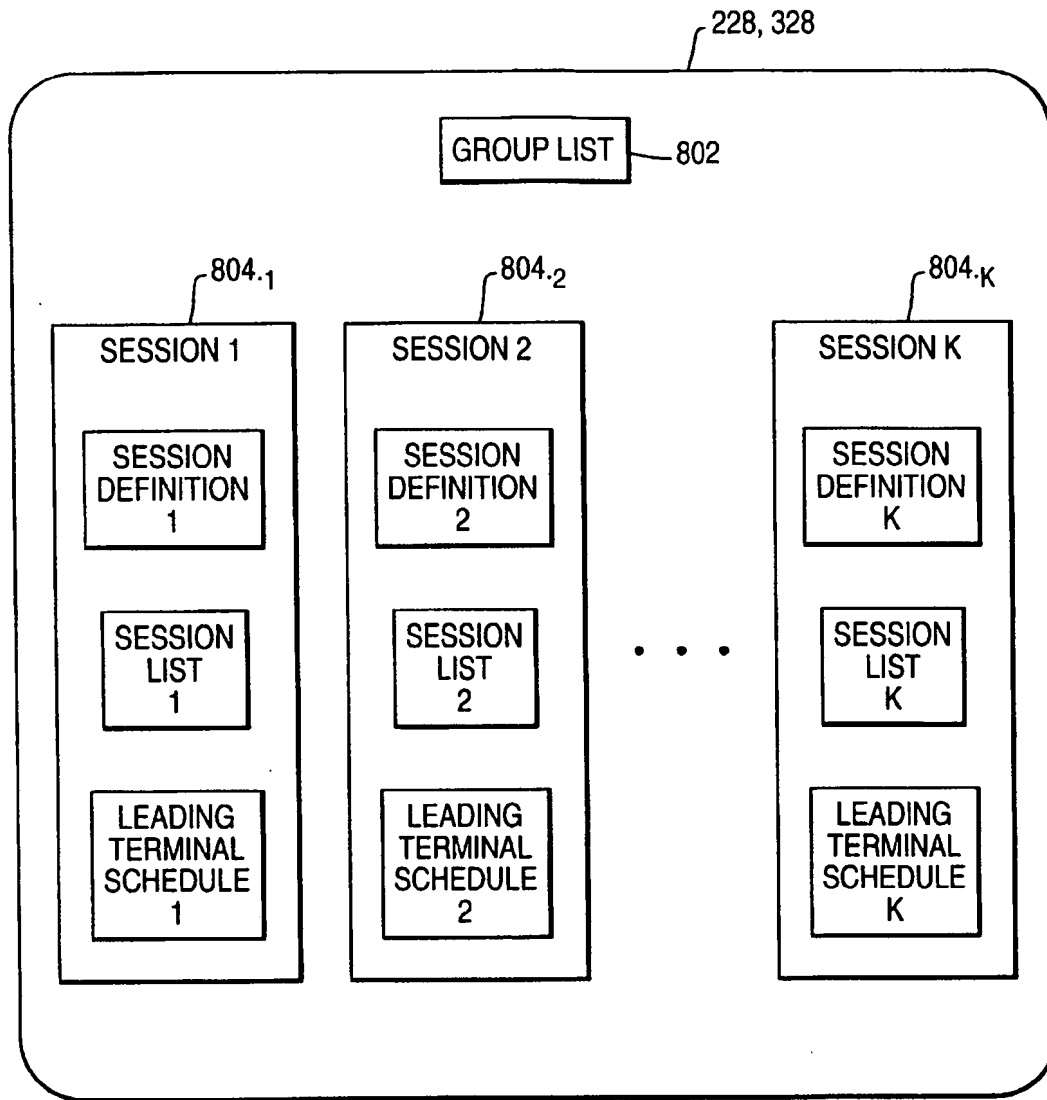 228, 328
GROUP LIST
802
804.1
804.2
804.K
SESSION 1
SESSION DEFINITION 1
SESSION LIST 1
LEADING TERMINAL SCHEDULE 1
SESSION 2
SESSION DEFINITION 2
SESSION LIST 2
LEADING TERMINAL SCHEDULE 2
SESSION K
SESSION DEFINITION K
SESSION LIST K
LEADING TERMINAL SCHEDULE K